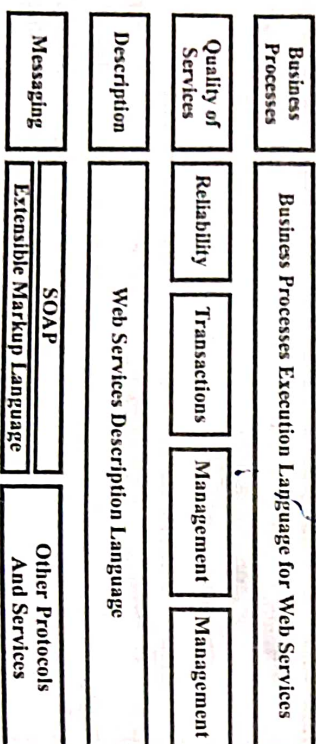 Business
Processes
Business Processes Execution Language for Web Services
Quality of
Services
Reliability
Transactions
Management
Management
Description
Web Services Description Language
Messaging
SOAP
Extensible Markup Language
Other Protocols
And Services